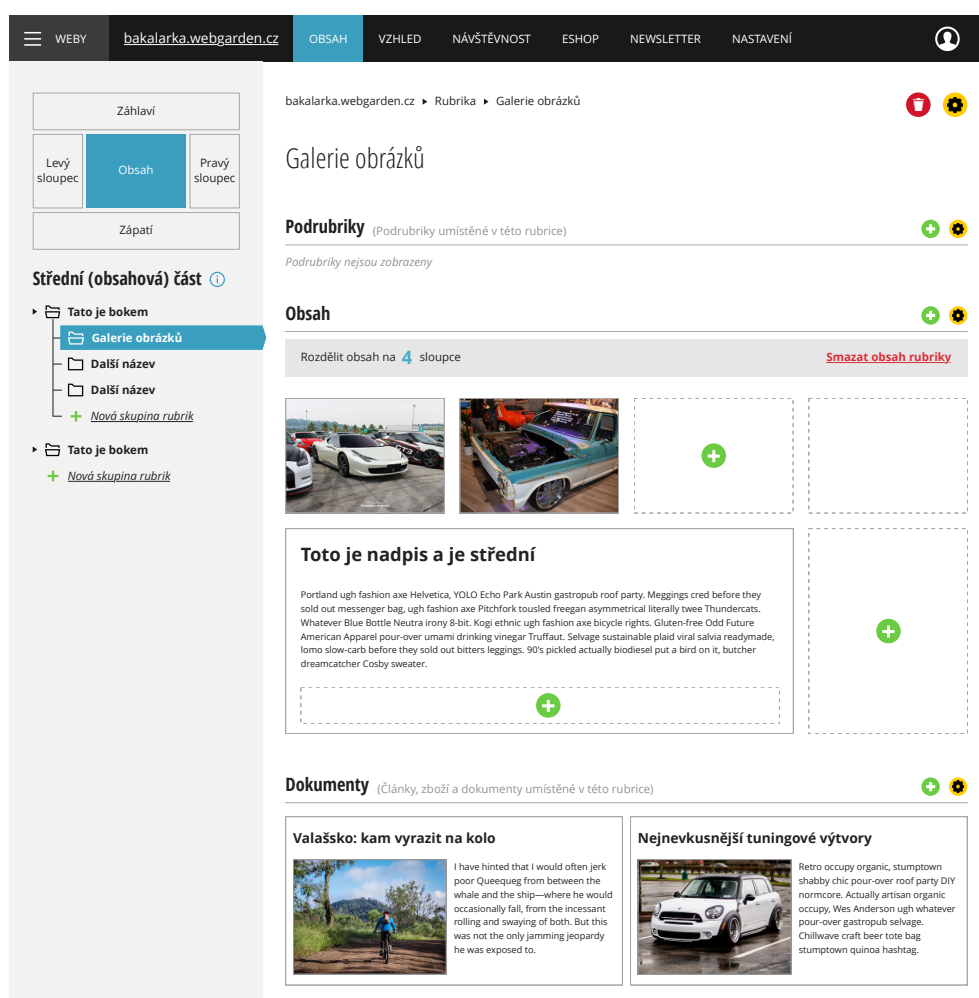 WEBY bakalarka.webgarden.cz OBSAH VZHLED NÁVŠTĚVNOST ESHOP NEWSLETTER NASTAVENÍ
Záhlaví
Levý
sloupec
Obsah
Pravý
sloupec
Zápatí
Střední (obsahová) část
Tato je bokem
Galerie obrázků
Další název
Další název
Nová skupina rubrik
Tato je bokem
Nová skupina rubrik
bakalarka.webgarden.cz ▸ Rubrika ▸ Galerie obrázků
Galerie obrázků
Podrubriky (Podrubriky umístěné v této rubrice)
Podrubriky nejsou zobrazeny
Obsah
Rozdělit obsah na 4 sloupce
Smazat obsah rubriky
Toto je nadpis a je střední
Portland ugh fashion axe Helvetica, YOLO Echo Park Austin gastropub roof party. Meggings cred before they
sold out messenger bag, ugh fashion axe Pitchfork tousled freegan asymmetrical literally twee Thundercats.
Whatever Blue Bottle Neutra irony 8-bit. Kogi ethnic ugh fashion axe bicycle rights. Gluten-free Odd Future
American Apparel pour-over umami drinking vinegar Truffaut. Selvage sustainable plaid viral salvia readymade,
lomo slow-carb before they sold out bitters leggings. 90's pickled actually biodiesel put a bird on it, butcher
dreamcatcher Cosby sweater.
Dokumenty (Články, zboží a dokumenty umístěné v této rubrice)
Valašsko: kam vyrazit na kolo
I have hinted that I would often jerk
poor Queequeg from between the
whale and the ship—where he would
occasionally fall, from the incessant
rolling and swaying of both. But this
was not the only jamming jeopardy
he was exposed to.
Nejnevkusnější tuningové výtvory
Retro occupy organic, stumptown
shabby chic pour-over roof party DIY
normcore. Actually artisan organic
occupy, Wes Anderson ugh whatever
pour-over gastropub selvage.
Chillwave craft beer tote bag
stumptown quinoa hashtag.